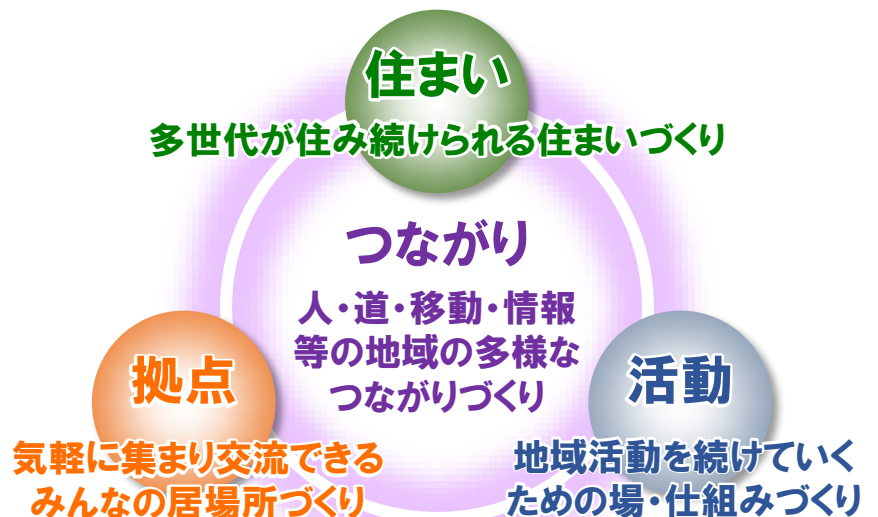 住まい
多世代が住み続けられる住まいづくり
つながり
人・道・移動・情報
等の地域の多様な
つながりづくり
拠点
気軽に集まり交流できる
みんなの居場所づくり
活動
地域活動を続けていく
ための場・仕組みづくり